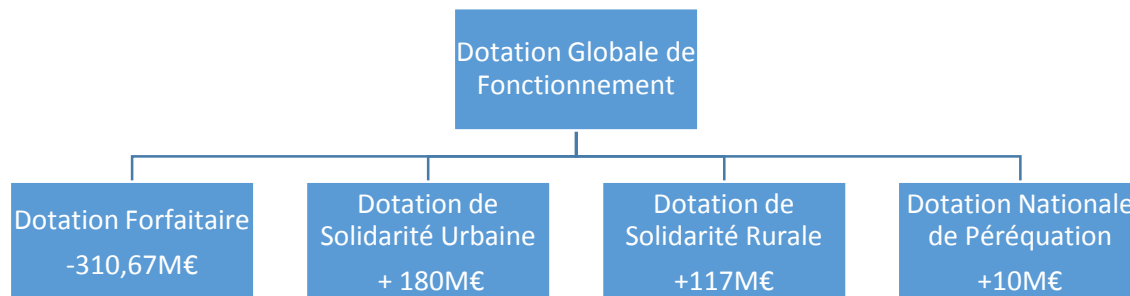 Dotation Globale de
Fonctionnement
Dotation Forfaitaire
-310,67M€
Dotation de
Solidarité Urbaine
+ 180M€
Dotation de
Solidarité Rurale
+117M€
Dotation Nationale
de Péréquation
+10M€